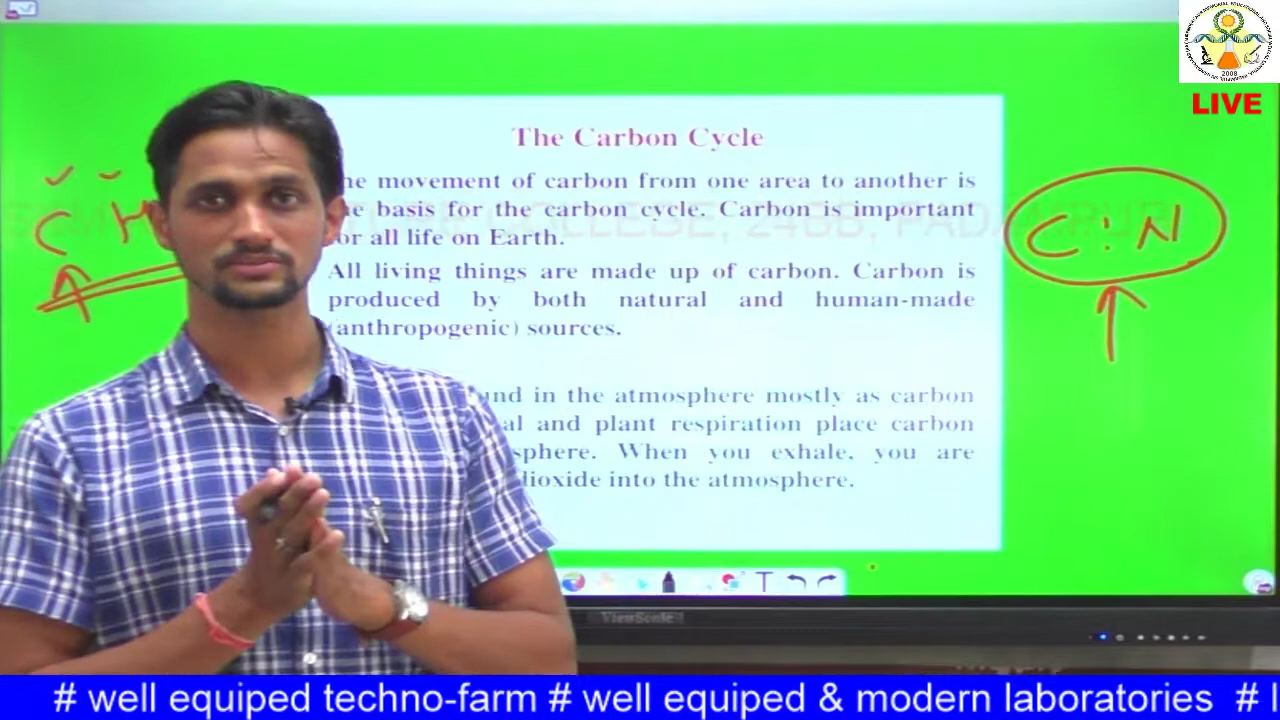 2008
LIVE
The Carbon Cycle
he movement of carbon from one area to another is
basis for the carbon cycle. Carbon is important
or all life on Earth.
All living things are made up of carbon. Carbon is
produced by both natural and human-made
(anthropogenic) sources.
und in the atmosphere mostly as carbon
al and plant respiration place carbon
sphere. When you exhale, you are
dioxide into the atmosphere.
C H
C : N
COLLEGE, 24BB,
ViewSonic
# well equiped techno-farm # well equiped & modern laboratories # l